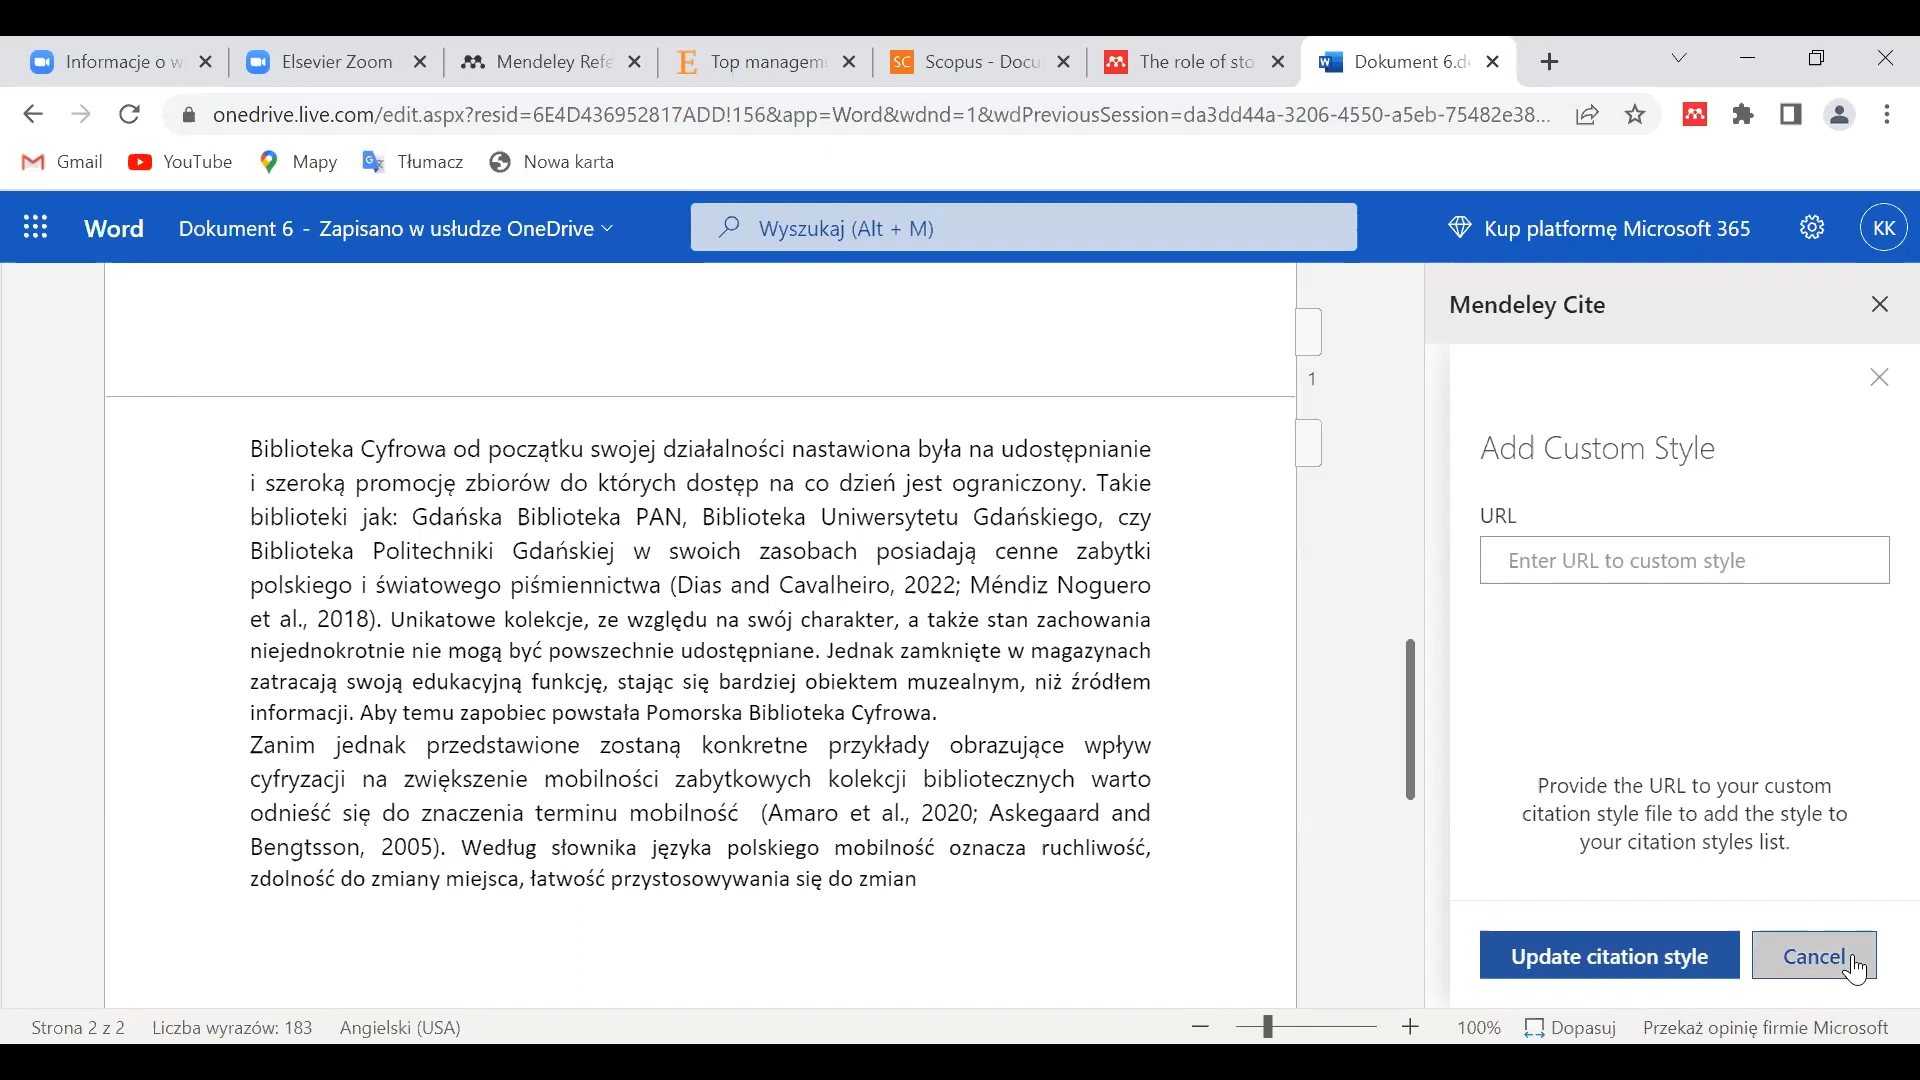 Informacje o w
Elsevier Zoom
Mendeley Refe
Top managem
SC Scopus - Docu
The role of sto
Dokument 6.d
onedrive.live.com/edit.aspx?resid=6E4D436952817ADD!156&app=Word&wdnd=1&wdPreviousSession=da3dd44a-3206-4550-a5eb-75482e38...
Gmail
YouTube
Mapy
Tłumacz
Nowa karta
Word
Dokument 6 - Zapisano w usłudze OneDrive
Wyszukaj (Alt + M)
Kup platformę Microsoft 365
KK
1
Biblioteka Cyfrowa od początku swojej działalności nastawiona była na udostępnianie
i szeroką promocję zbiorów do których dostęp na co dzień jest ograniczony. Takie
biblioteki jak: Gdańska Biblioteka PAN, Biblioteka Uniwersytetu Gdańskiego, czy
Biblioteka Politechniki Gdańskiej w swoich zasobach posiadają cenne zabytki
polskiego i światowego piśmiennictwa (Dias and Cavalheiro, 2022; Méndiz Noguero
et al., 2018). Unikatowe kolekcje, ze względu na swój charakter, a także stan zachowania
niejednokrotnie nie mogą być powszechnie udostępniane. Jednak zamknięte w magazynach
zatracają swoją edukacyjną funkcję, stając się bardziej obiektem muzealnym, niż źródłem
informacji. Aby temu zapobiec powstała Pomorska Biblioteka Cyfrowa.
Zanim jednak przedstawione zostaną konkretne przykłady obrazujące wpływ
cyfryzacji na zwiększenie mobilności zabytkowych kolekcji bibliotecznych warto
odnieść się do znaczenia terminu mobilność (Amaro et al., 2020; Askegaard and
Bengtsson, 2005). Według słownika języka polskiego mobilność oznacza ruchliwość,
zdolność do zmiany miejsca, łatwość przystosowywania się do zmian
Mendeley Cite
Add Custom Style
URL
Enter URL to custom style
Provide the URL to your custom
citation style file to add the style to
your citation styles list.
Update citation style
Cancel
Strona 2 z 2
Liczba wyrazów: 183
Angielski (USA)
100%
Dopasuj
Przekaż opinię firmie Microsoft